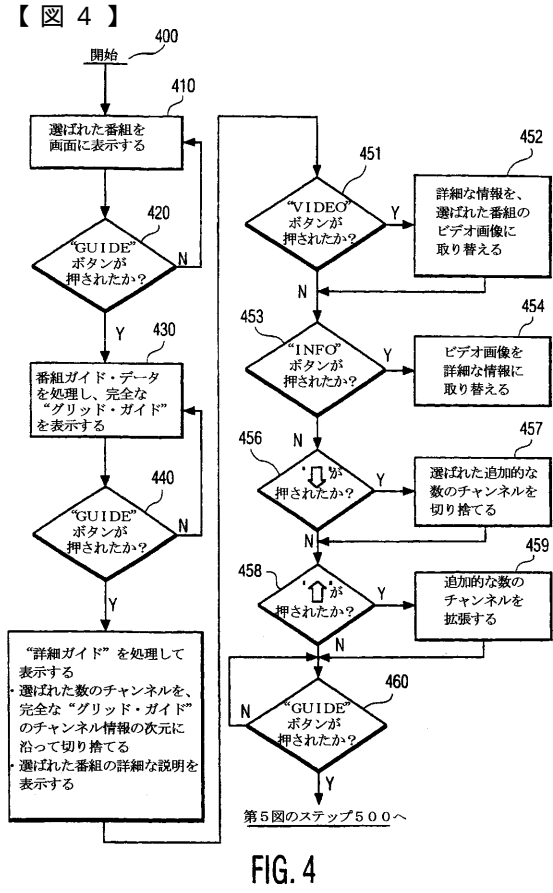 【図４】
開始
400
410
選ばれた番組を
画面に表示する
420
“GUIDE”
ボタンが
押されたか？
N
Y
430
番組ガイド・データ
を処理し、完全な
“グリッド・ガイド”
を表示する
440
“GUIDE”
ボタンが
押されたか？
N
Y
“詳細ガイド”を処理して
表示する
・選ばれた数のチャンネルを、
完全な“グリッド・ガイド”
のチャンネル情報の次元に
沿って切り捨てる
・選ばれた番組の詳細な説明を
表示する
451
“VIDEO”
ボタンが
押されたか？
Y
N
452
詳細な情報を、
選ばれた番組の
ビデオ画像に
取り替える
453
“INFO”
ボタンが
押されたか？
Y
N
454
ビデオ画像を
詳細な情報に
取り替える
456
‘⇩’が
押されたか？
Y
N
457
選ばれた追加的な
数のチャンネルを
切り捨てる
458
‘⇧’が
押されたか？
Y
N
459
追加的な数の
チャンネルを
拡張する
460
“GUIDE”
ボタンが
押されたか？
N
Y
第５図のステップ５００へ
FIG. 4